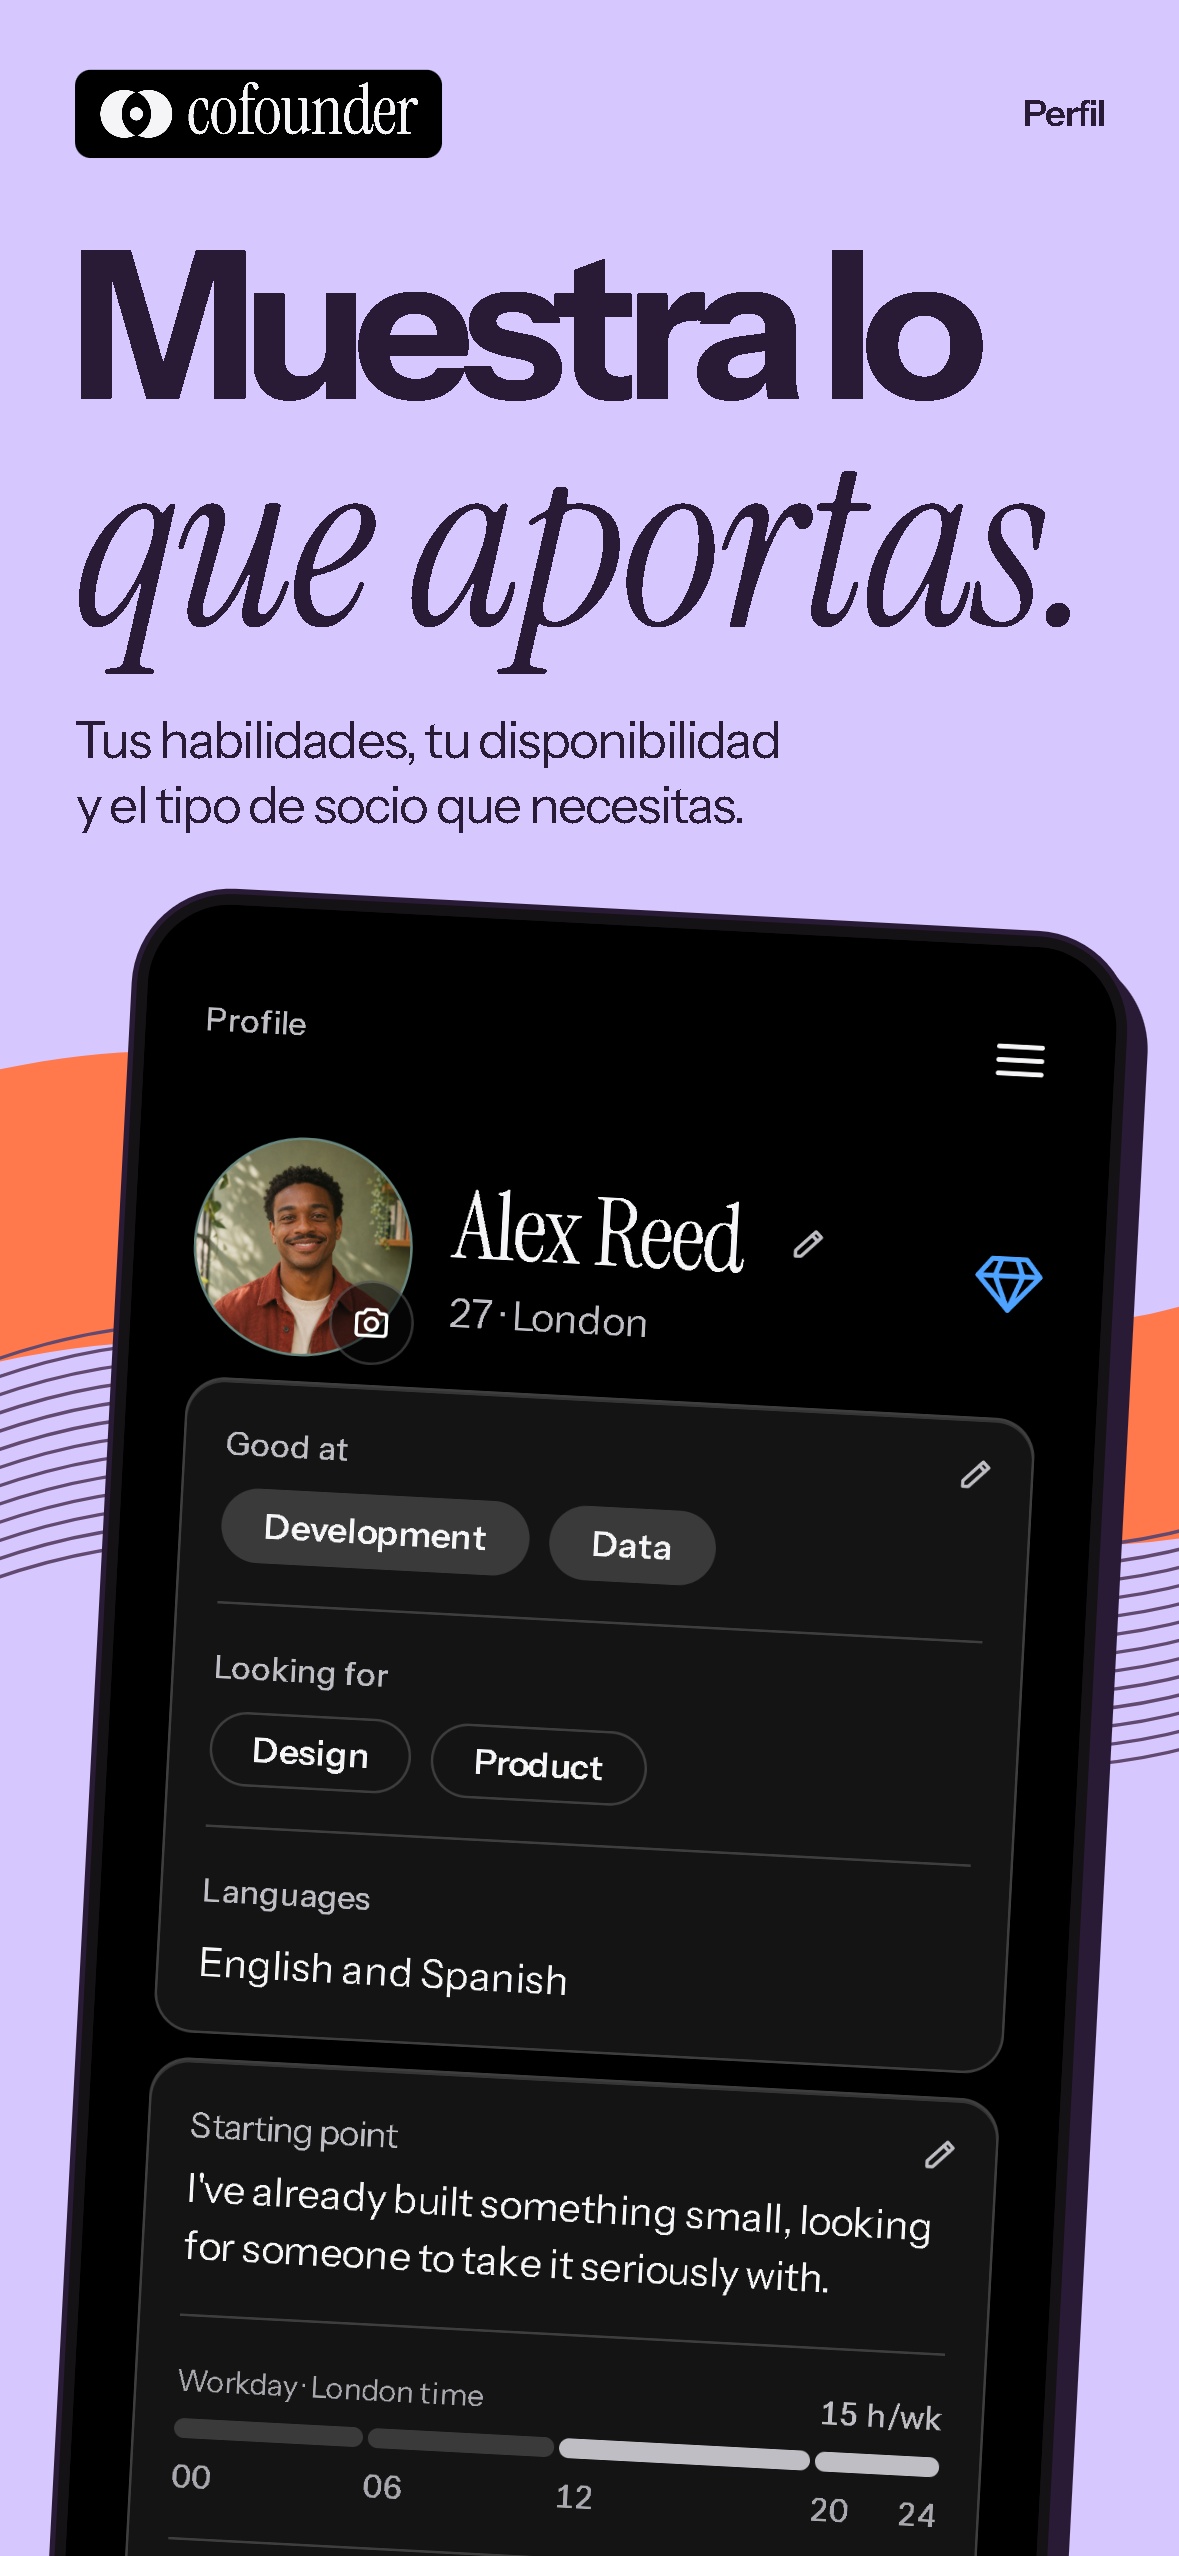 cofounder
Perfil
Muestra lo
que aportas.
Tus habilidades, tu disponibilidad
y el tipo de socio que necesitas.
Profile
Alex Reed
27 · London
Good at
Development Data
Looking for
Design Product
Languages
English and Spanish
Starting point
I've already built something small, looking
for someone to take it seriously with.
Workday · London time 15 h/wk
00 06 12 20 24